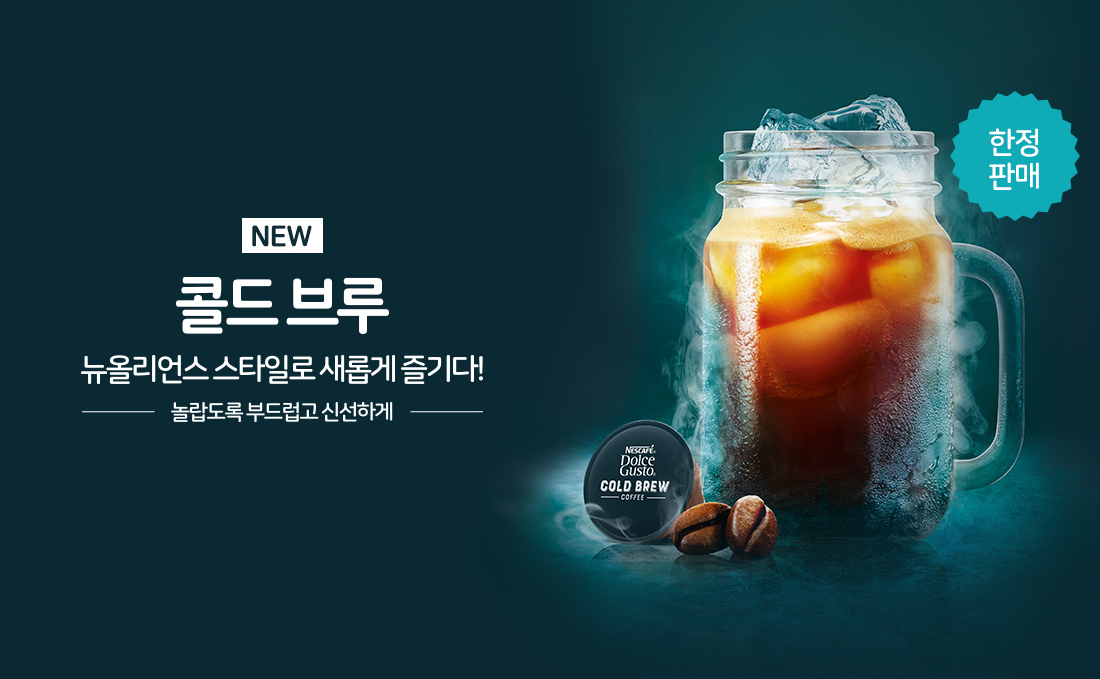 NEW
콜드 브루
뉴올리언스 스타일로 새롭게 즐기다!
놀랍도록 부드럽고 신선하게
한정
판매
NESCAFÉ
Dolce
Gusto
COLD BREW
COFFEE